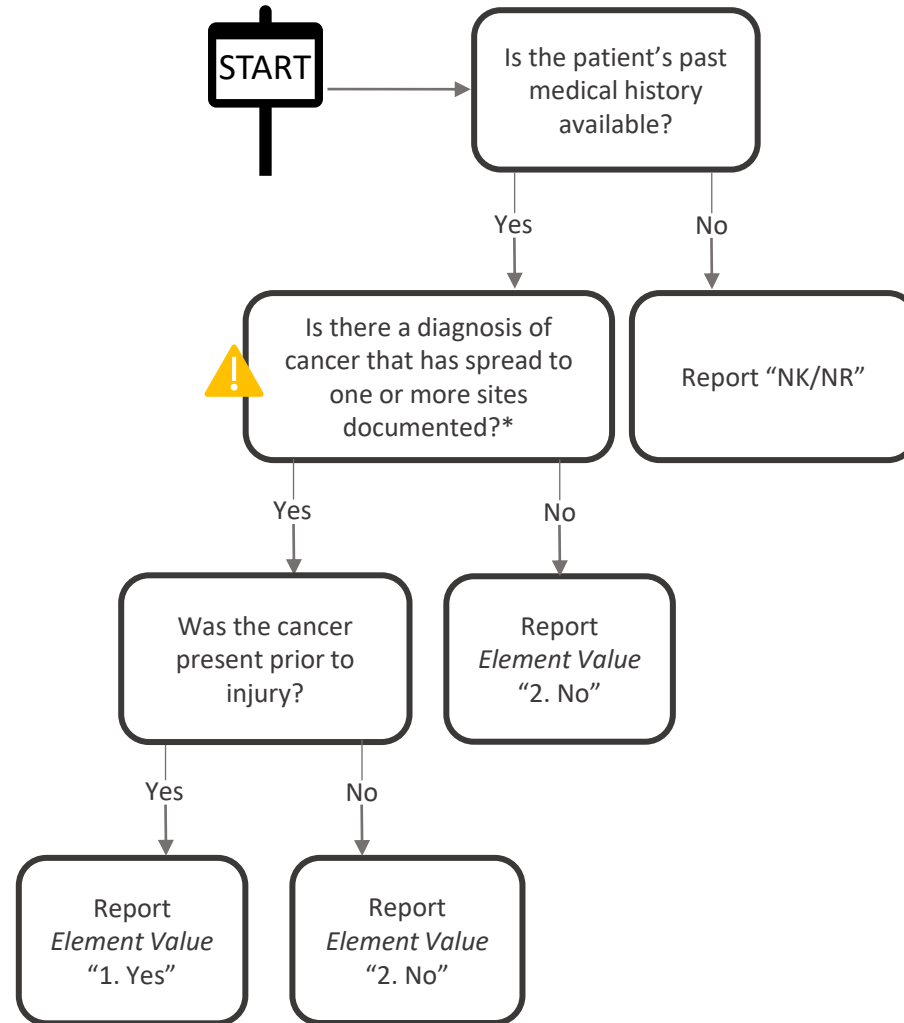 START
Is the patient’s past
medical history
available?
Yes
No
Is there a diagnosis of
cancer that has spread to
one or more sites
documented?*
Report “NK/NR”
Yes
No
Was the cancer
present prior to
injury?
Report
Element Value
“2. No”
Yes
No
Report
Element Value
“1. Yes”
Report
Element Value
“2. No”